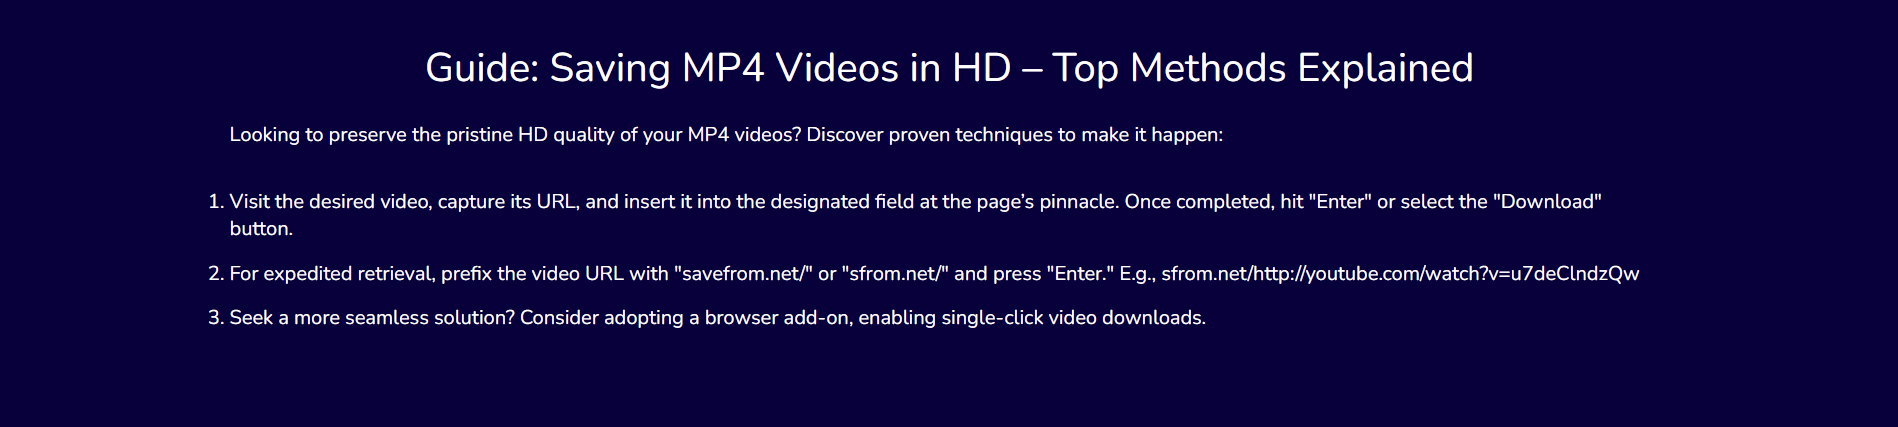 Guide: Saving MP4 Videos in HD – Top Methods Explained
Looking to preserve the pristine HD quality of your MP4 videos? Discover proven techniques to make it happen:
1. Visit the desired video, capture its URL, and insert it into the designated field at the page’s pinnacle. Once completed, hit "Enter" or select the "Download"
button.
2. For expedited retrieval, prefix the video URL with "savefrom.net/" or "sfrom.net/" and press "Enter." E.g., sfrom.net/http://youtube.com/watch?v=u7deClndzQw
3. Seek a more seamless solution? Consider adopting a browser add-on, enabling single-click video downloads.